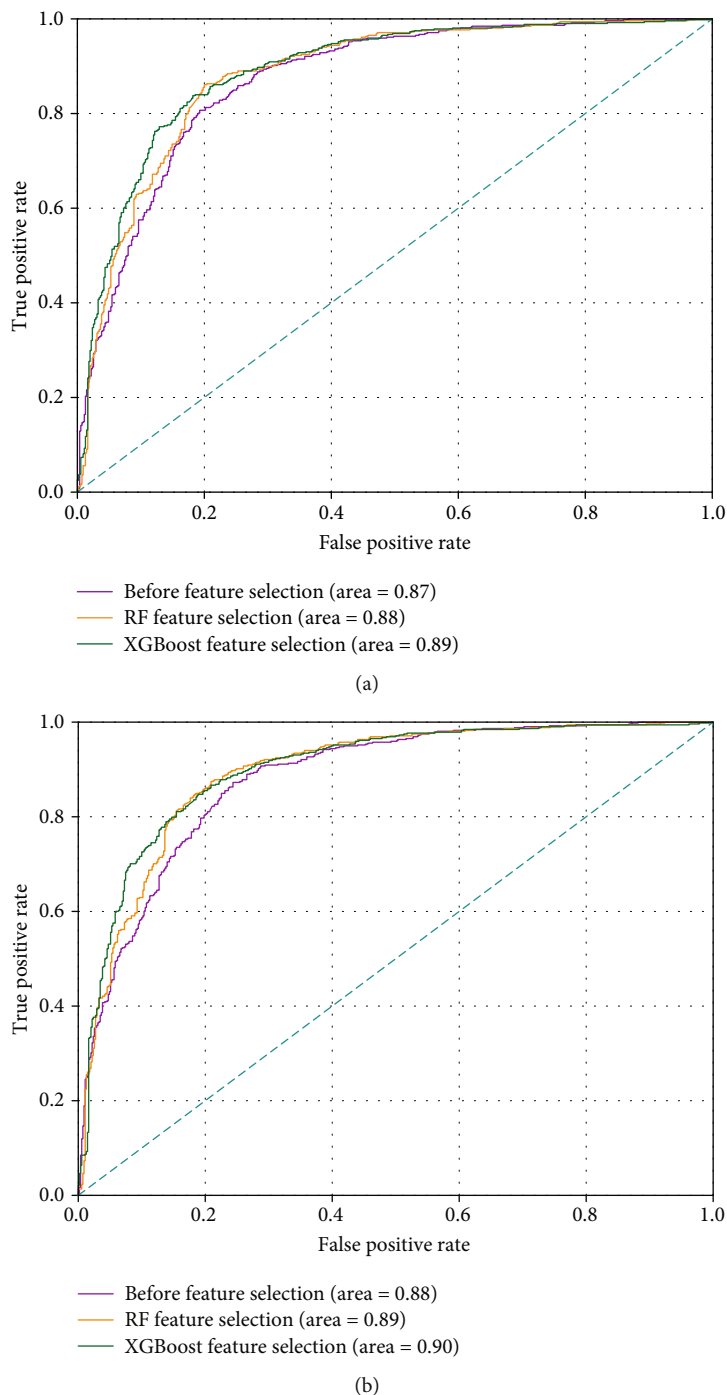 1.0
0.8
0.6
0.4
0.2
0.0
True positive rate
0.0 0.2 0.4 0.6 0.8 1.0
False positive rate
Before feature selection (area = 0.87)
RF feature selection (area = 0.88)
XGBoost feature selection (area = 0.89)
(a)
1.0
0.8
0.6
0.4
0.2
0.0
True positive rate
0.0 0.2 0.4 0.6 0.8 1.0
False positive rate
Before feature selection (area = 0.88)
RF feature selection (area = 0.89)
XGBoost feature selection (area = 0.90)
(b)